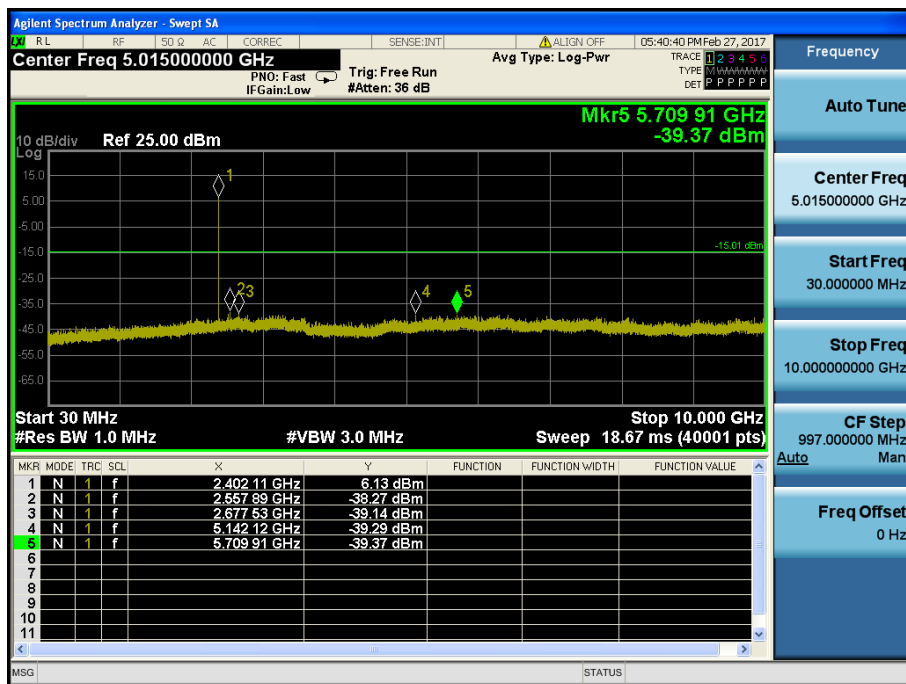 Agilent Spectrum Analyzer - Swept SA
LXI RL RF 50 Ω AC CORREC SENSE:INT ALIGN OFF 05:40:40 PM Feb 27, 2017
Center Freq 5.015000000 GHz
PNO: Fast
IFGain:Low
Trig: Free Run
#Atten: 36 dB
Avg Type: Log-Pwr
TRACE 1 2 3 4 5 6
TYPE M W W W W W
DET P P P P P P
Mkr5 5.709 91 GHz
-39.37 dBm
10 dB/div
Log
Ref 25.00 dBm
15.0
5.00
-5.00
-15.0
-25.0
-35.0
-45.0
-55.0
-65.0
1
2
3
4
5
-15.01 dBm
Start 30 MHz
Stop 10.000 GHz
#Res BW 1.0 MHz
#VBW 3.0 MHz
Sweep 18.67 ms (40001 pts)
MKR MODE TRC SCL X Y FUNCTION FUNCTION WIDTH FUNCTION VALUE
1 N 1 f 2.402 11 GHz 6.13 dBm
2 N 1 f 2.557 89 GHz -38.27 dBm
3 N 1 f 2.677 53 GHz -39.14 dBm
4 N 1 f 5.142 12 GHz -39.29 dBm
5 N 1 f 5.709 91 GHz -39.37 dBm
6
7
8
9
10
11
MSG
STATUS
Frequency
Auto Tune
Center Freq
5.015000000 GHz
Start Freq
30.000000 MHz
Stop Freq
10.000000000 GHz
CF Step
997.000000 MHz
Auto Man
Freq Offset
0 Hz